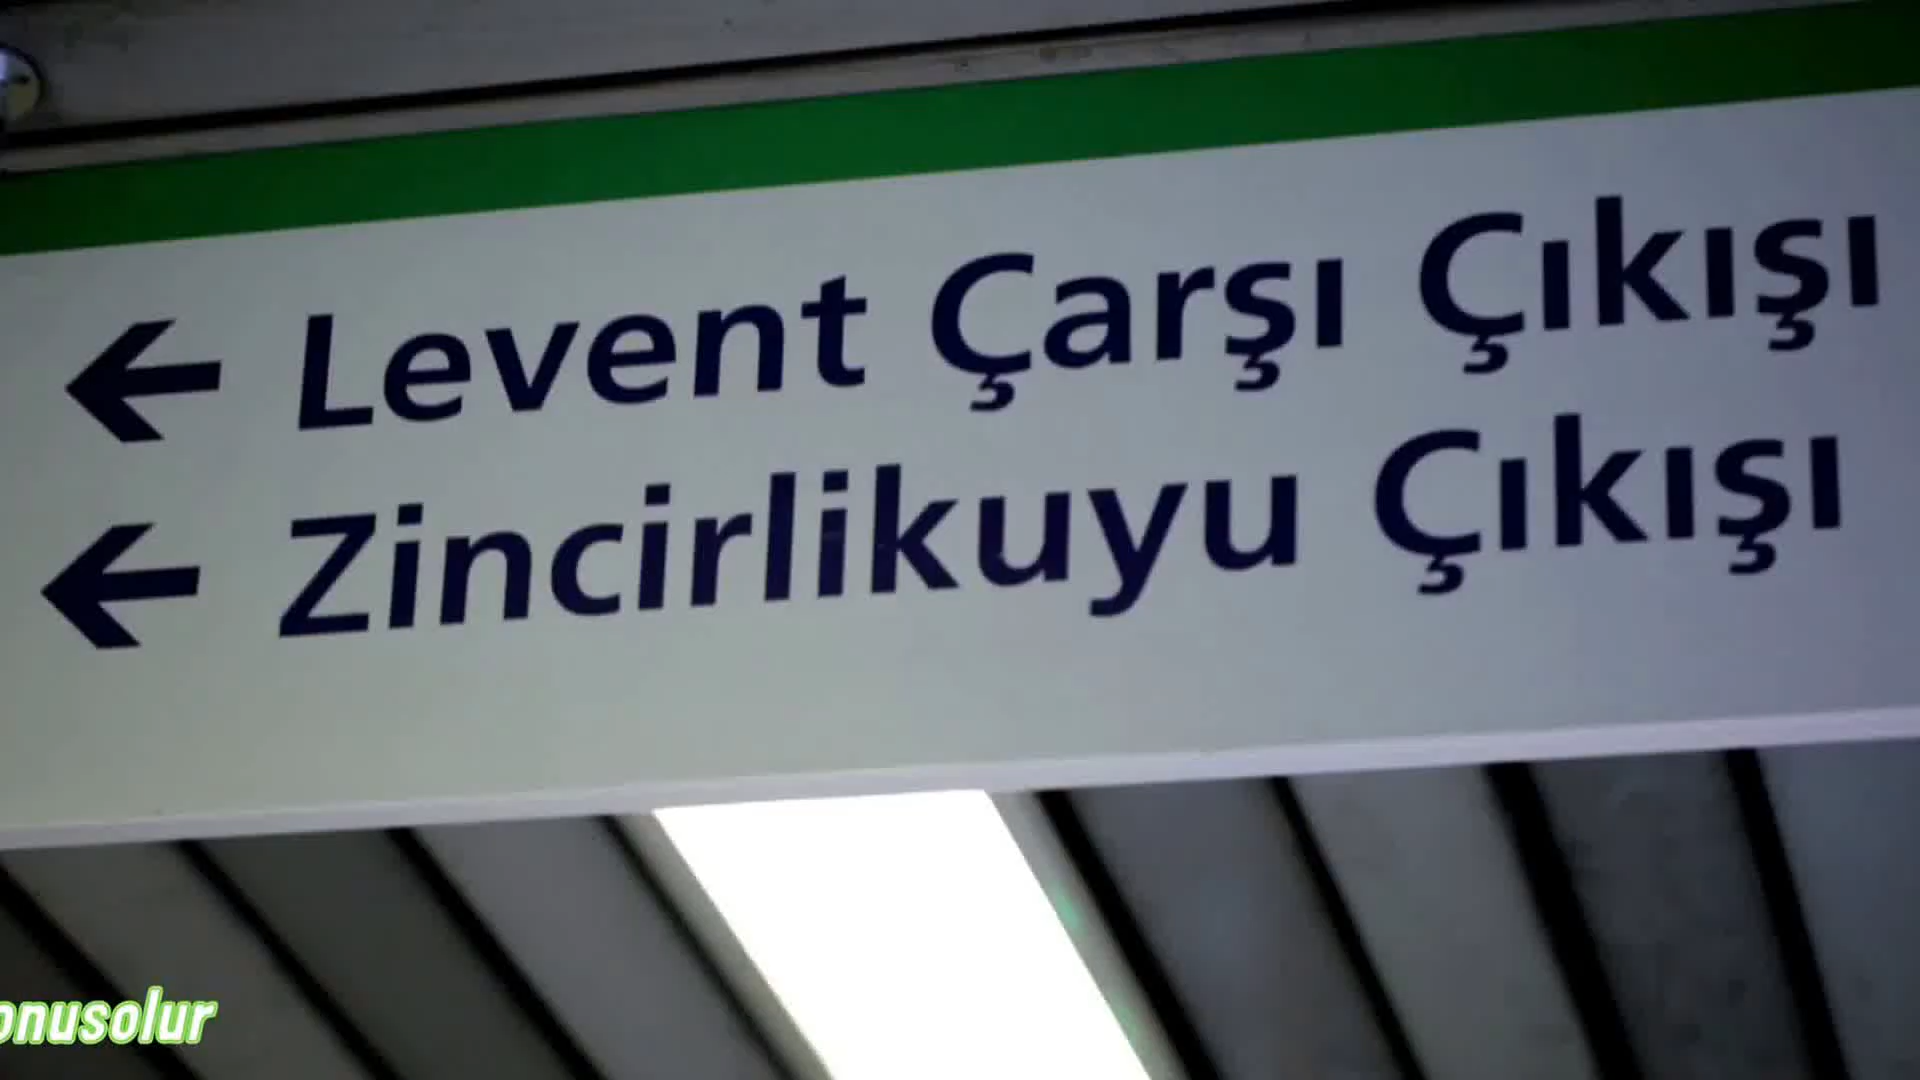 ← Levent Çarşı Çıkışı
← Zincirlikuyu Çıkışı
onusolur